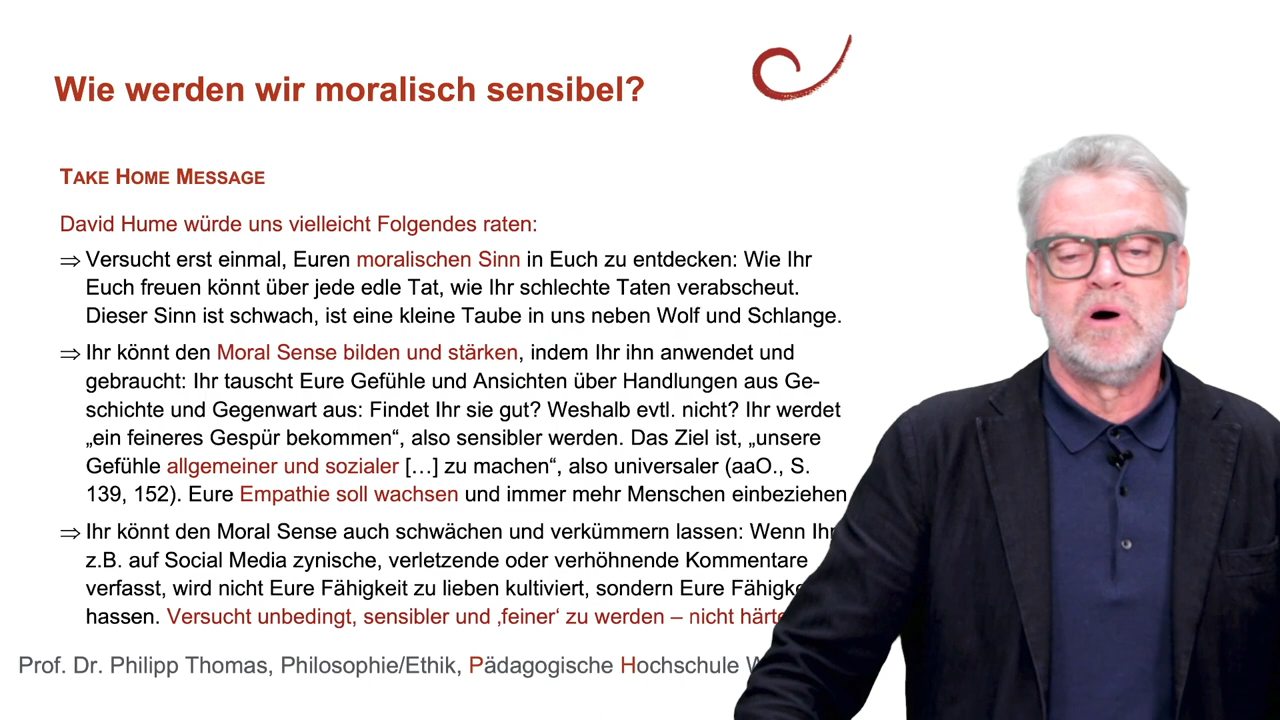 Wie werden wir moralisch sensibel?
TAKE HOME MESSAGE
David Hume würde uns vielleicht Folgendes raten:
⇒ Versucht erst einmal, Euren moralischen Sinn in Euch zu entdecken: Wie Ihr
Euch freuen könnt über jede edle Tat, wie Ihr schlechte Taten verabscheut.
Dieser Sinn ist schwach, ist eine kleine Taube in uns neben Wolf und Schlange.
⇒ Ihr könnt den Moral Sense bilden und stärken, indem Ihr ihn anwendet und
gebraucht: Ihr tauscht Eure Gefühle und Ansichten über Handlungen aus Ge-
schichte und Gegenwart aus: Findet Ihr sie gut? Weshalb evtl. nicht? Ihr werdet
„ein feineres Gespür bekommen“, also sensibler werden. Das Ziel ist, „unsere
Gefühle allgemeiner und sozialer […] zu machen“, also universaler (aaO., S.
139, 152). Eure Empathie soll wachsen und immer mehr Menschen einbeziehen
⇒ Ihr könnt den Moral Sense auch schwächen und verkümmern lassen: Wenn Ihr
z.B. auf Social Media zynische, verletzende oder verhöhnende Kommentare
verfasst, wird nicht Eure Fähigkeit zu lieben kultiviert, sondern Eure
hassen. Versucht unbedingt, sensibler und ‚feiner‘ zu werden – nicht
Prof. Dr. Philipp Thomas, Philosophie/Ethik, Pädagogische Hochschule